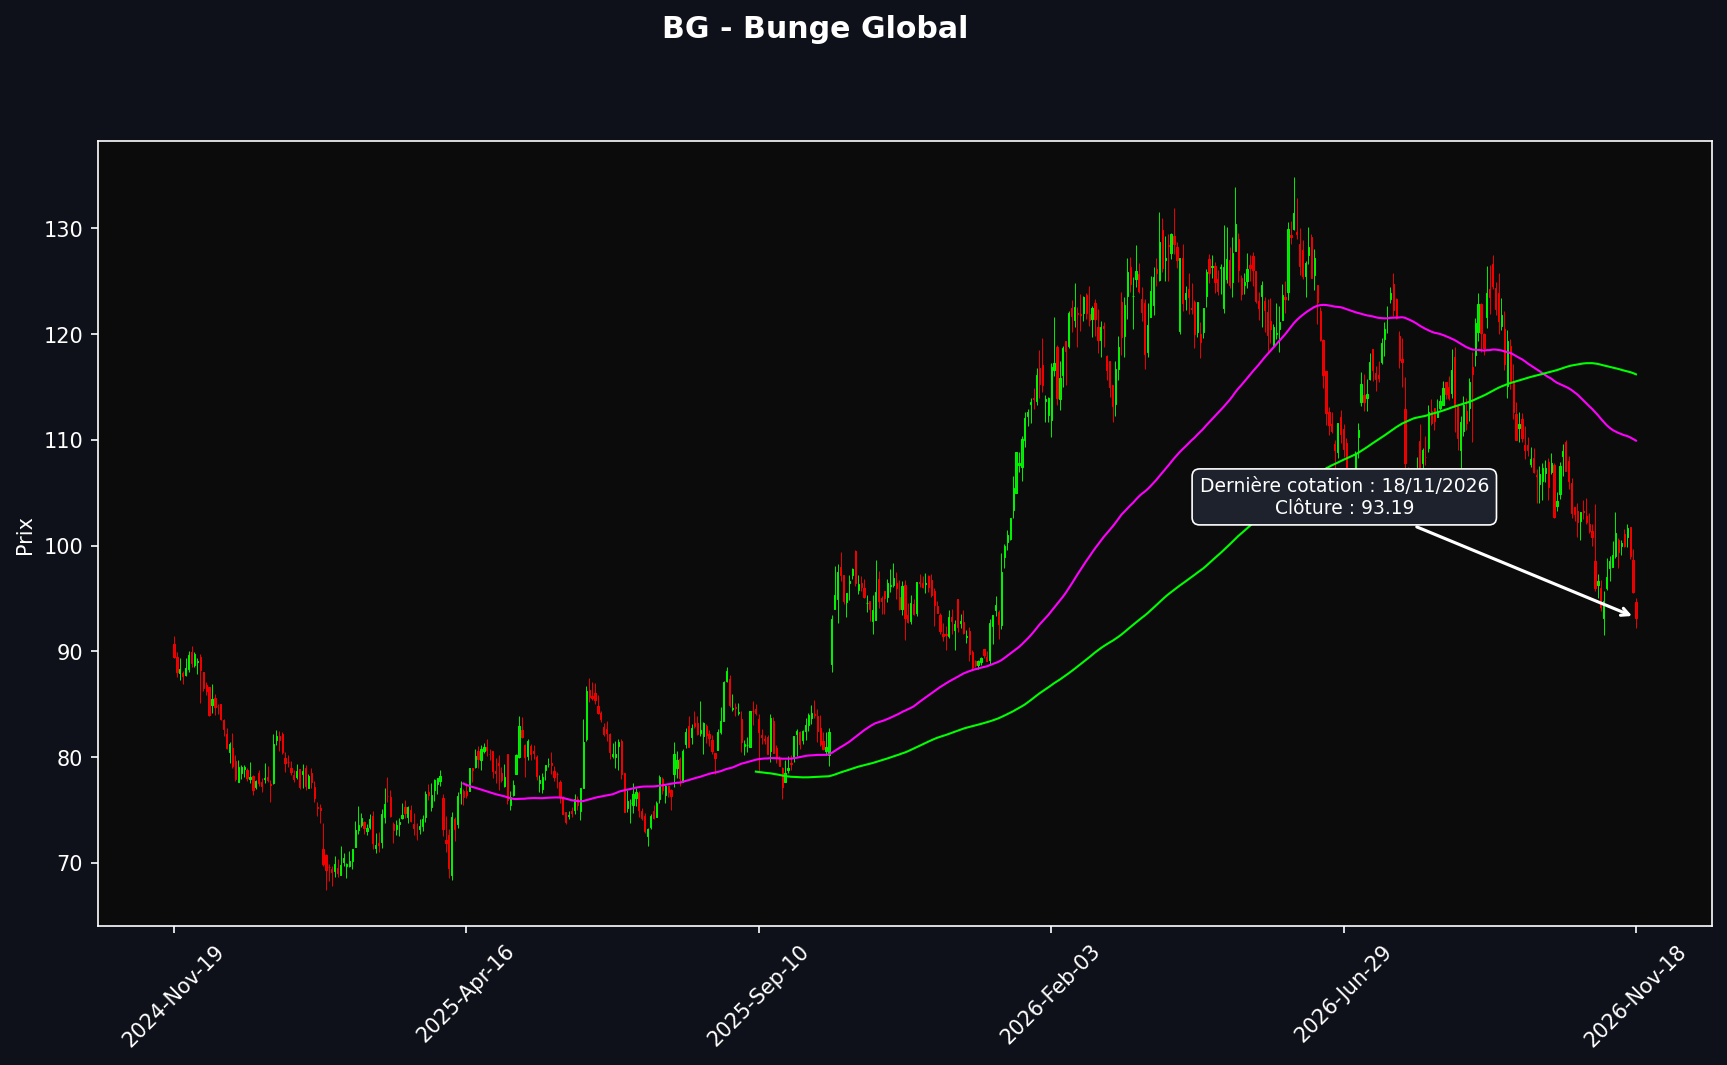 BG - Bunge Global
Prix
130
120
110
100
90
80
70
Dernière cotation : 18/11/2026
Clôture : 93.19
2024-Nov-19
2025-Apr-16
2025-Sep-10
2026-Feb-03
2026-Jun-29
2026-Nov-18